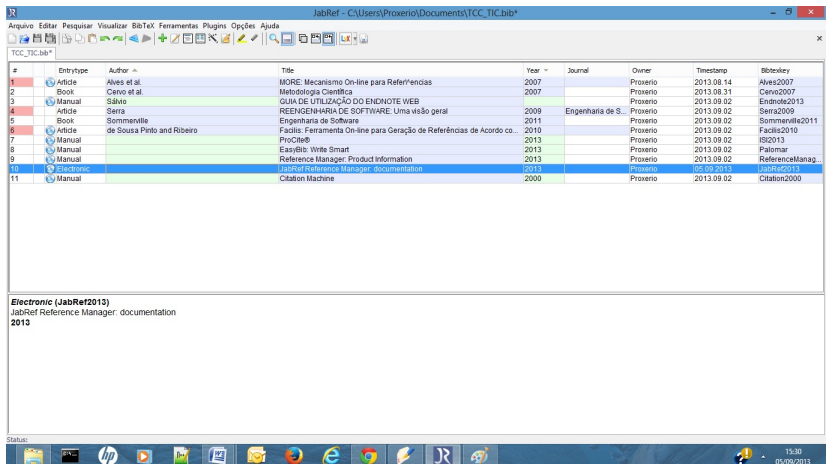 JabRef - C:\Users\Proxerio\Documents\TCC_TIC.bib*
Arquivo Editar Pesquisar Visualizar BibTeX Ferramentas Plugins Opções Ajuda
TCC_TIC.bib*
# Entrytype Author Title Year Journal Owner Timestamp Bibtexkey
1 Article Alves et al. MORE: Mecanismo On-line para Refer\^encias 2007 Proxerio 2013.08.14 Alves2007
2 Book Cervo et al. Metodologia Científica 2007 Proxerio 2013.08.31 Cervo2007
3 Manual Sálvio GUIA DE UTILIZAÇÃO DO ENDNOTE WEB Proxerio 2013.09.02 Endnote2013
4 Article Serra REENGENHARIA DE SOFTWARE: Uma visão geral 2009 Engenharia de S... Proxerio 2013.09.02 Serra2009
5 Book Sommerville Engenharia de Software 2011 Proxerio 2013.09.02 Sommerville2011
6 Article de Sousa Pinto and Ribeiro Facilis: Ferramenta On-line para Geração de Referências de Acordo co... 2010 Proxerio 2013.09.02 Facilis2010
7 Manual ProCite® 2013 Proxerio 2013.09.02 ISI2013
8 Manual EasyBib: Write Smart 2013 Proxerio 2013.09.02 Palomar
9 Manual Reference Manager: Product Information 2013 Proxerio 2013.09.02 ReferenceManag...
10 Electronic JabRef Reference Manager: documentation 2013 Proxerio 05.09.2013 JabRef2013
11 Manual Citation Machine 2000 Proxerio 2013.09.02 Citation2000
Electronic (JabRef2013)
JabRef Reference Manager: documentation
2013
Status:
15:30
05/09/2013